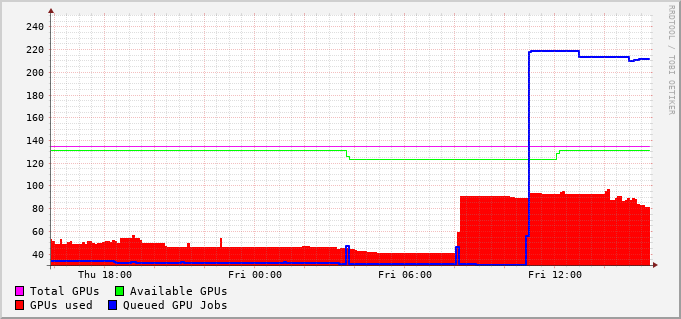 RRDTOOL / TOBI OETIKER
240
220
200
180
160
140
120
100
80
60
40
Thu 18:00 Fri 00:00 Fri 06:00 Fri 12:00
Total GPUs Available GPUs
GPUs used Queued GPU Jobs